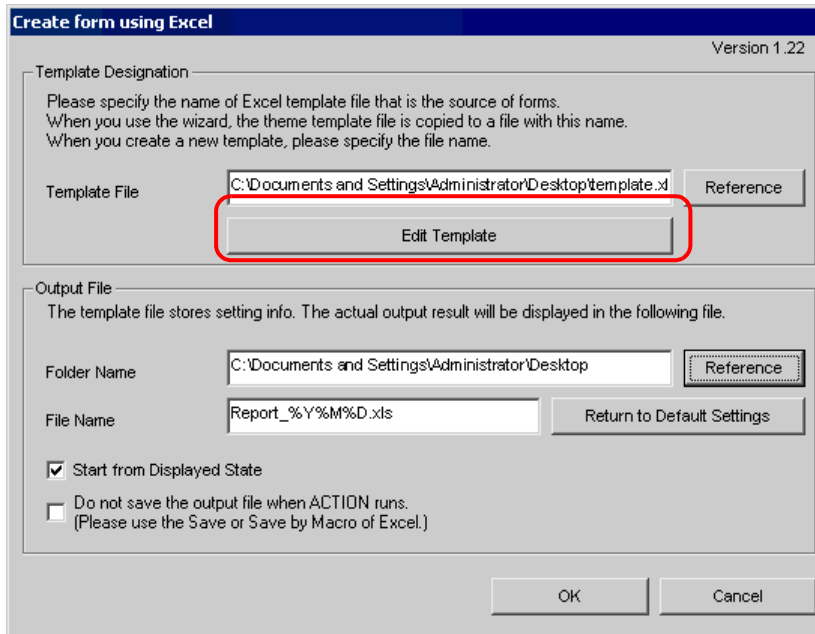 Create form using Excel
Version 1.22
Template Designation
Please specify the name of Excel template file that is the source of forms.
When you use the wizard, the theme template file is copied to a file with this name.
When you create a new template, please specify the file name.
Template File
C:\Documents and Settings\Administrator\Desktop\template.xl
Reference
Edit Template
Output File
The template file stores setting info. The actual output result will be displayed in the following file.
Folder Name
C:\Documents and Settings\Administrator\Desktop
Reference
File Name
Report_%Y%M%D.xls
Return to Default Settings
Start from Displayed State
Do not save the output file when ACTION runs.
(Please use the Save or Save by Macro of Excel.)
OK
Cancel